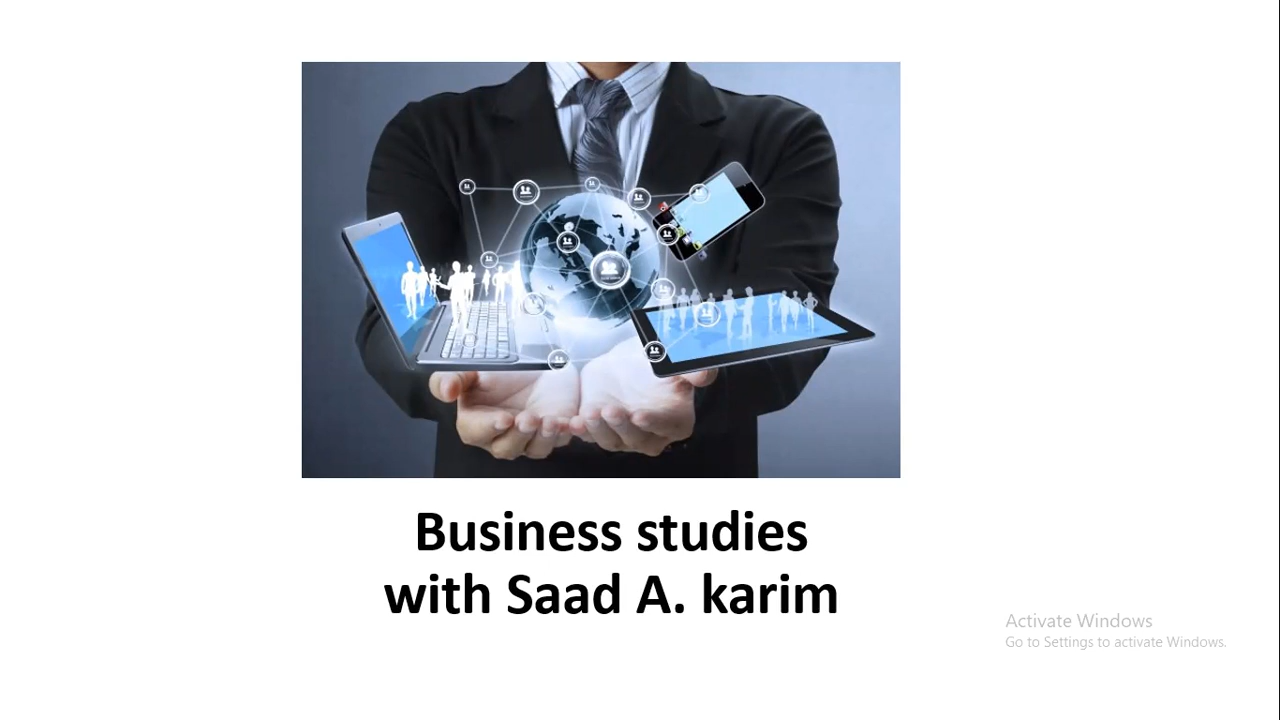 Business studies
with Saad A. karim
Activate Windows
Go to Settings to activate Windows.